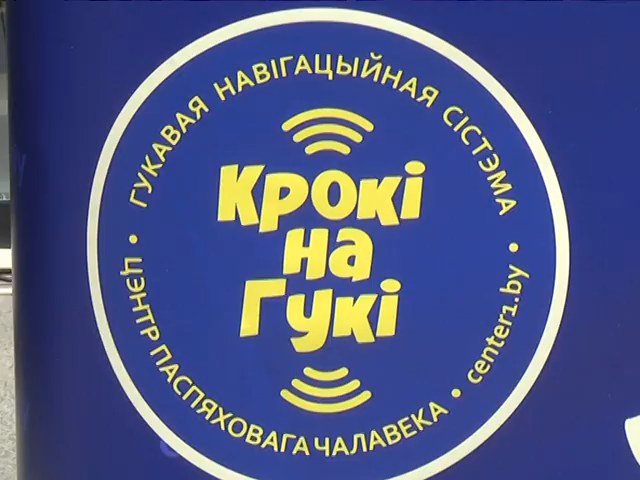 ГУКАВАЯ НАВІГАЦЫЙНАЯ СІСТЭМА
Крокі
на
Гукі
ЦЭНТР ПАСПЯХОВАГА ЧАЛАВЕКА • center1.by •